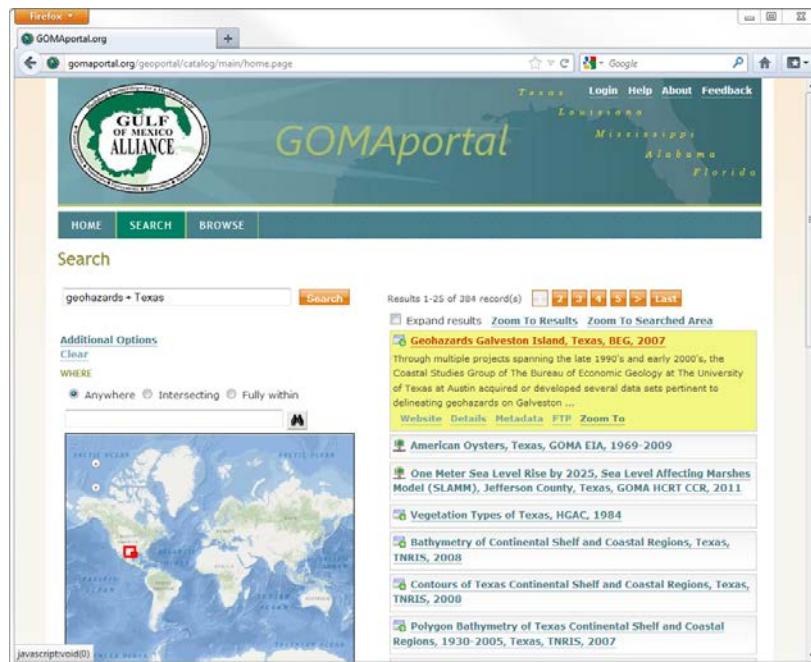 Firefox
GOMAportal.org
gomaportal.org/geoportal/catalog/main/home.page
Google
Login Help About Feedback
Texas
Louisiana
Mississippi
Alabama
Florida
GULF
OF MEXICO
ALLIANCE
GOMAportal
HOME SEARCH BROWSE
Search
geohazards + Texas
Search
Additional Options
Clear
WHERE
Anywhere Intersecting Fully within
Results 1-25 of 384 record(s) 2 3 4 5 > Last
Expand results Zoom To Results Zoom To Searched Area
Geohazards Galveston Island, Texas, BEG, 2007
Through multiple projects spanning the late 1990's and early 2000's, the
Coastal Studies Group of The Bureau of Economic Geology at The University
of Texas at Austin acquired or developed several data sets pertinent to
delineating geohazards on Galveston ...
Website Details Metadata FTP Zoom To
American Oysters, Texas, GOMA EIA, 1969-2009
One Meter Sea Level Rise by 2025, Sea Level Affecting Marshes
Model (SLAMM), Jefferson County, Texas, GOMA HCRT CCR, 2011
Vegetation Types of Texas, HGAC, 1984
Bathymetry of Continental Shelf and Coastal Regions, Texas,
TNRIS, 2008
Contours of Texas Continental Shelf and Coastal Regions, Texas,
TNRIS, 2008
Polygon Bathymetry of Texas Continental Shelf and Coastal
Regions, 1930-2005, Texas, TNRIS, 2007
javascript:void(0)